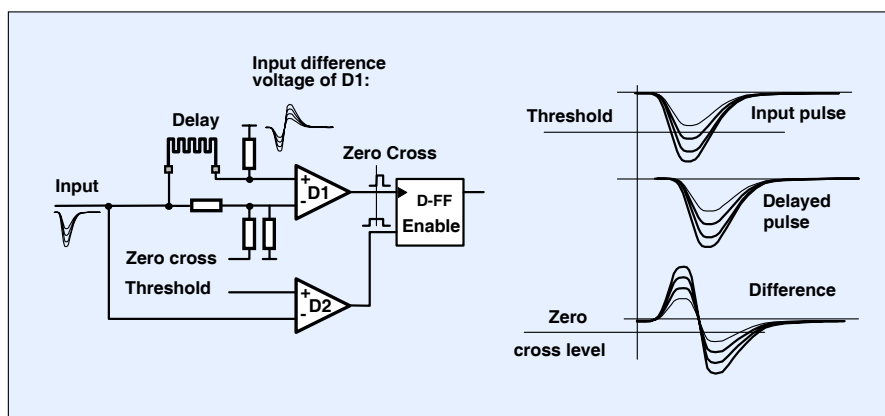 Input difference
voltage of D1:
Delay
Zero Cross
Input
+
D1
-
D-FF
Enable
Zero cross
Threshold
+
D2
-
Threshold
Input pulse
Delayed
pulse
Difference
Zero
cross level